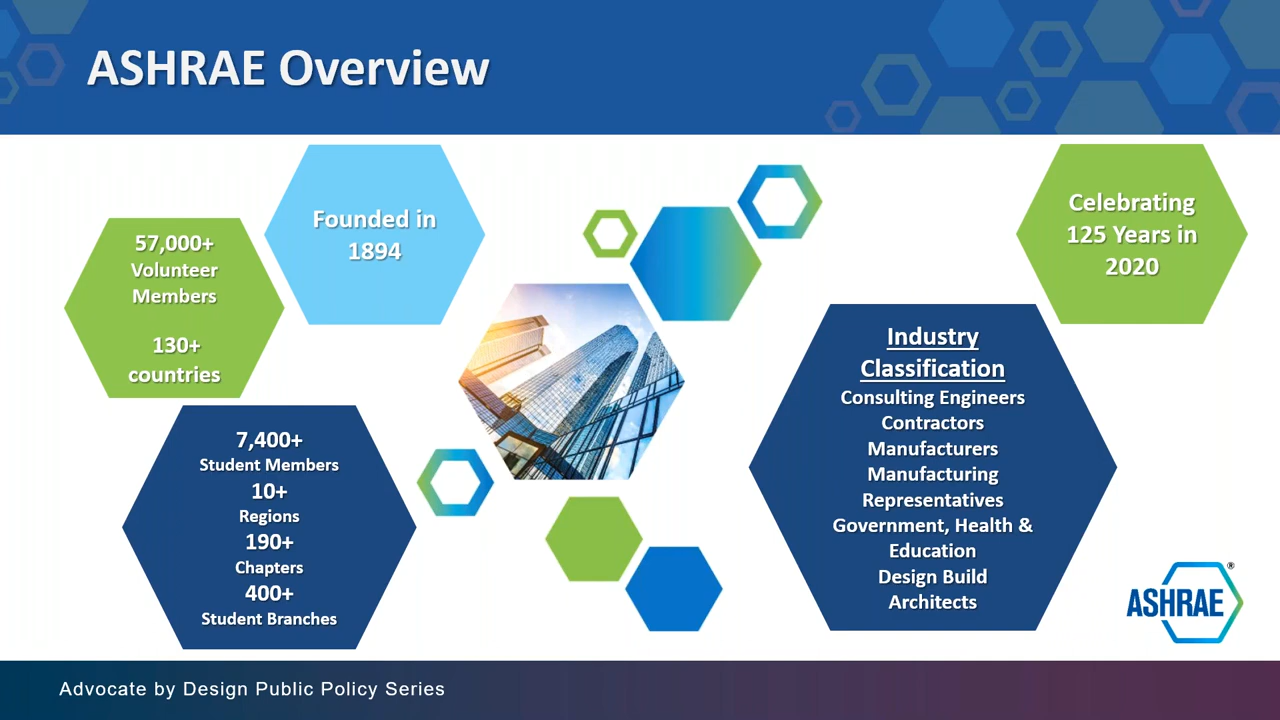 ASHRAE Overview
Founded in
1894
57,000+
Volunteer
Members
130+
countries
7,400+
Student Members
10+
Regions
190+
Chapters
400+
Student Branches
Celebrating
125 Years in
2020
Industry
Classification
Consulting Engineers
Contractors
Manufacturers
Manufacturing
Representatives
Government, Health &
Education
Design Build
Architects
ASHRAE®
Advocate by Design Public Policy Series